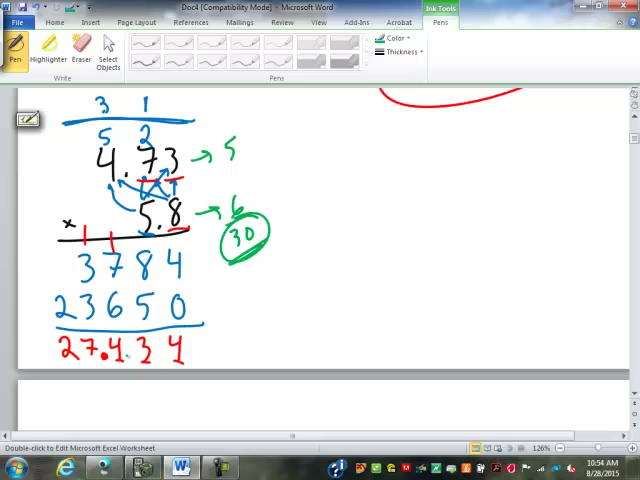 Doc4 [Compatibility Mode] - Microsoft Word
Ink Tools
File Home Insert Page Layout References Mailings Review View Add-Ins Acrobat Pens
Pen Highlighter Eraser Select Objects
Color
Thickness
Write Pens
3 1
5 2
4.73 → 5
× 5.8 → 6
30
3784
23650
27.434
Double-click to Edit Microsoft Excel Worksheet 126%
10:54 AM
8/28/2015